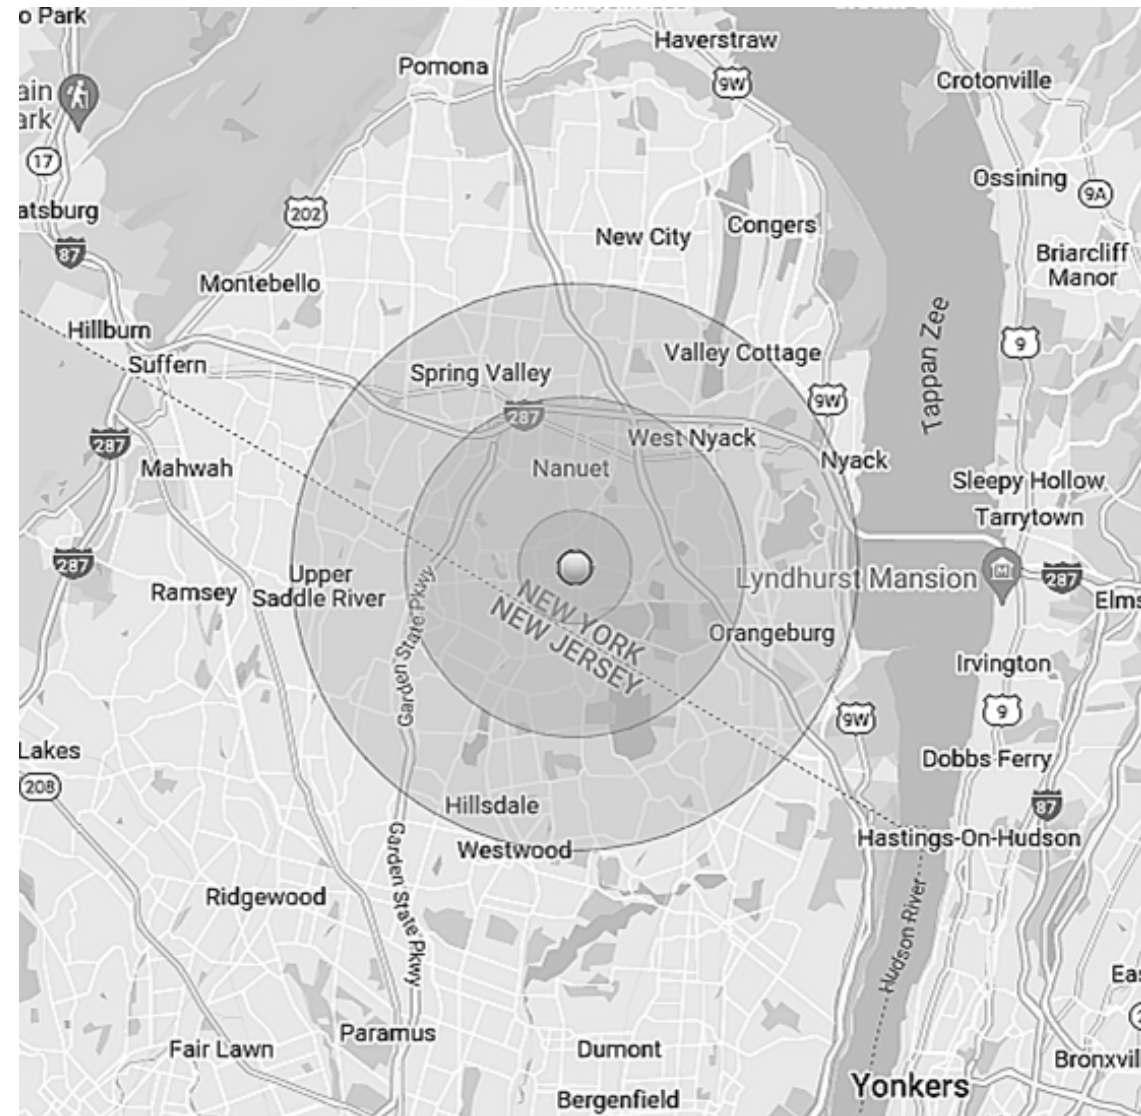 o Park
Haverstraw
Pomona
9W
Crotonville
ain
ark
17
Ossining
9A
atsburg
202
Congers
New City
87
Briarcliff
Manor
Montebello
Tappan Zee
Hillburn
9
Suffern
Valley Cottage
Spring Valley
9W
287
West Nyack
287
Nyack
Mahwah
Nanuet
Sleepy Hollow
Tarrytown
287
Upper
Saddle River
Ramsey
Lyndhurst Mansion
287
Elms
NEW YORK
NEW JERSEY
Garden State Pkwy
Orangeburg
Irvington
9W
9
Lakes
Dobbs Ferry
208
Hillsdale
87
Hastings-On-Hudson
Westwood
Garden State Pkwy
Ridgewood
Hudson River
Eas
Paramus
Fair Lawn
Dumont
Bronxvil
Yonkers
Bergenfield